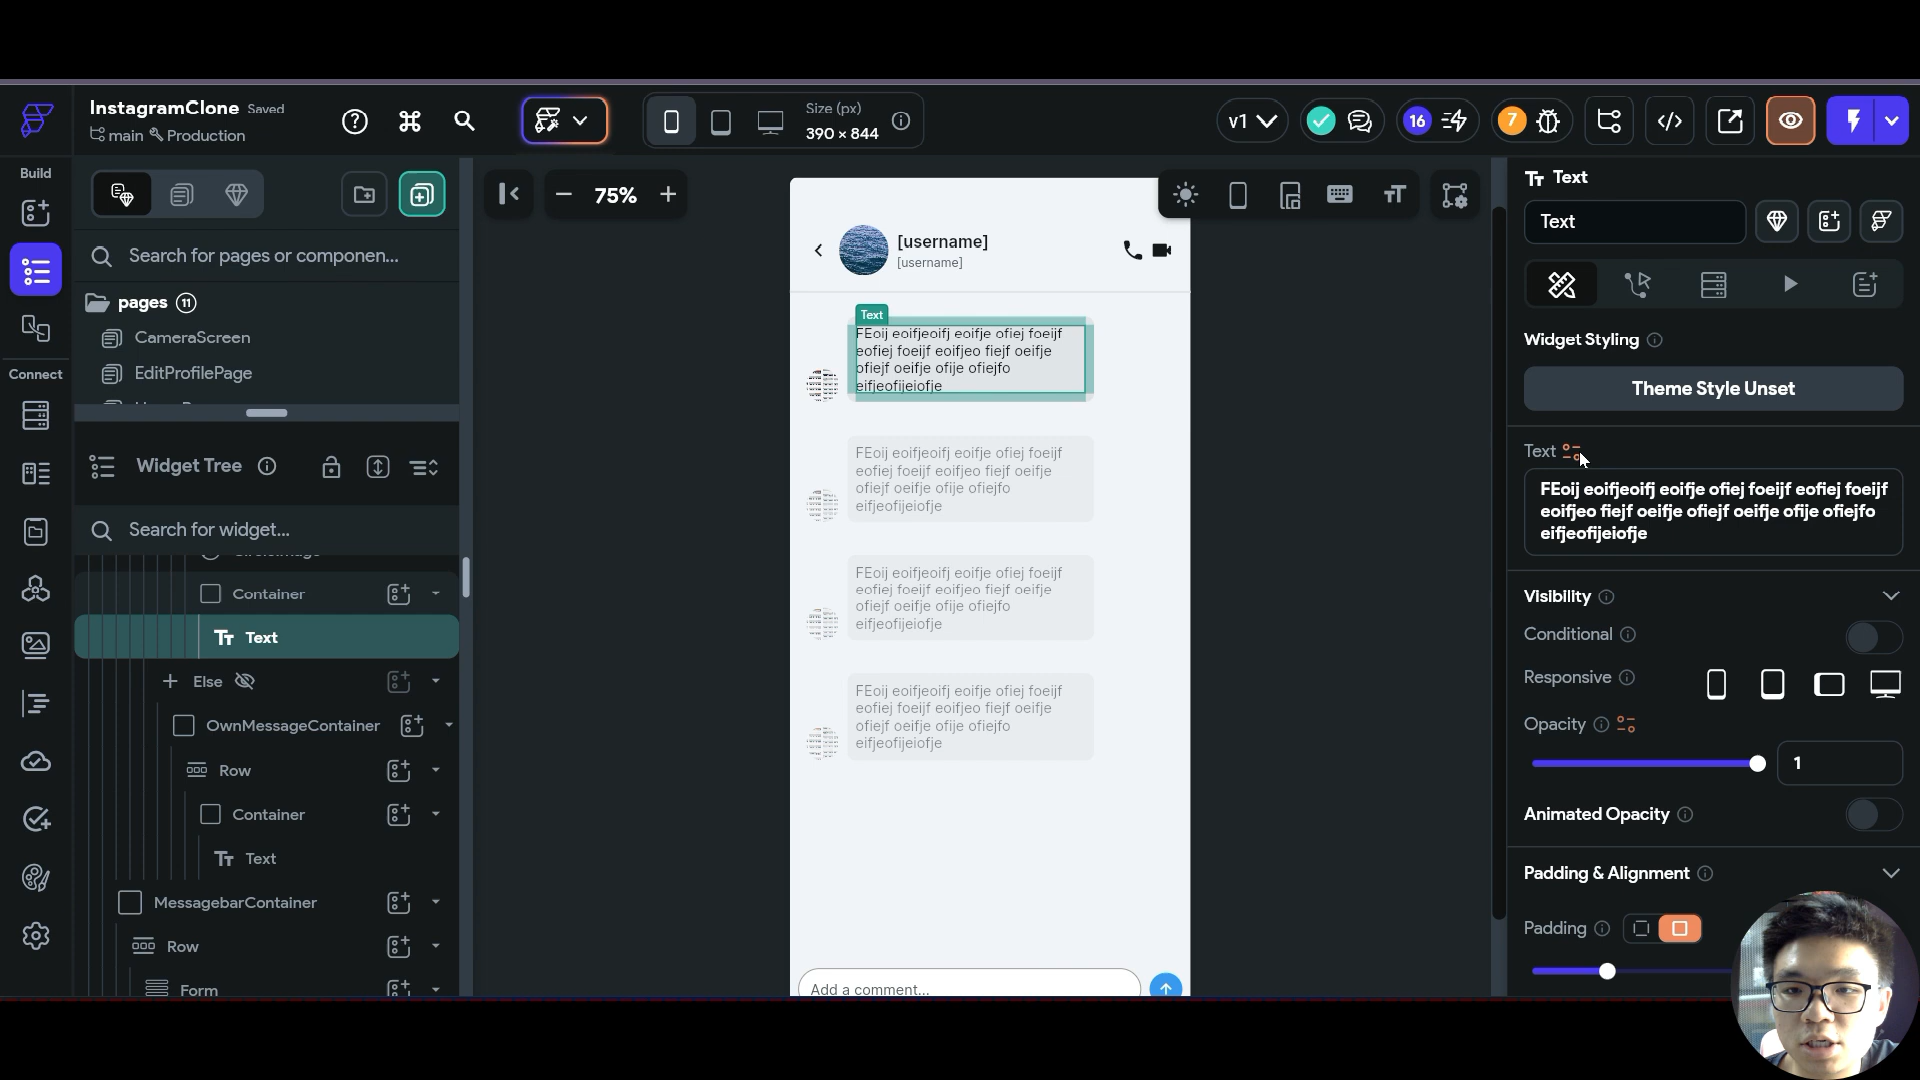 InstagramClone Saved
main Production
Size (px)
390 × 844
v1
16
7
Build
Connect
75%
Search for pages or componen...
pages 11
CameraScreen
EditProfilePage
Widget Tree
Search for widget...
Container
Text
Else
OwnMessageContainer
Row
Container
Text
MessagebarContainer
Row
Form
[username]
[username]
Text
FEoij eoifjeoifj eoifje ofiej foeijf
eofiej foeijf eoifjeo fiejf oeifje
ofiejf oeifje ofije ofiejfo
eifjeofijeiofje
FEoij eoifjeoifj eoifje ofiej foeijf
eofiej foeijf eoifjeo fiejf oeifje
ofiejf oeifje ofije ofiejfo
eifjeofijeiofje
FEoij eoifjeoifj eoifje ofiej foeijf
eofiej foeijf eoifjeo fiejf oeifje
ofiejf oeifje ofije ofiejfo
eifjeofijeiofje
FEoij eoifjeoifj eoifje ofiej foeijf
eofiej foeijf eoifjeo fiejf oeifje
ofiejf oeifje ofije ofiejfo
eifjeofijeiofje
Add a comment...
Text
Text
Widget Styling
Theme Style Unset
Text
FEoij eoifjeoifj eoifje ofiej foeijf eofiej foeijf
eoifjeo fiejf oeifje ofiejf oeifje ofije ofiejfo
eifjeofijeiofje
Visibility
Conditional
Responsive
Opacity
1
Animated Opacity
Padding & Alignment
Padding